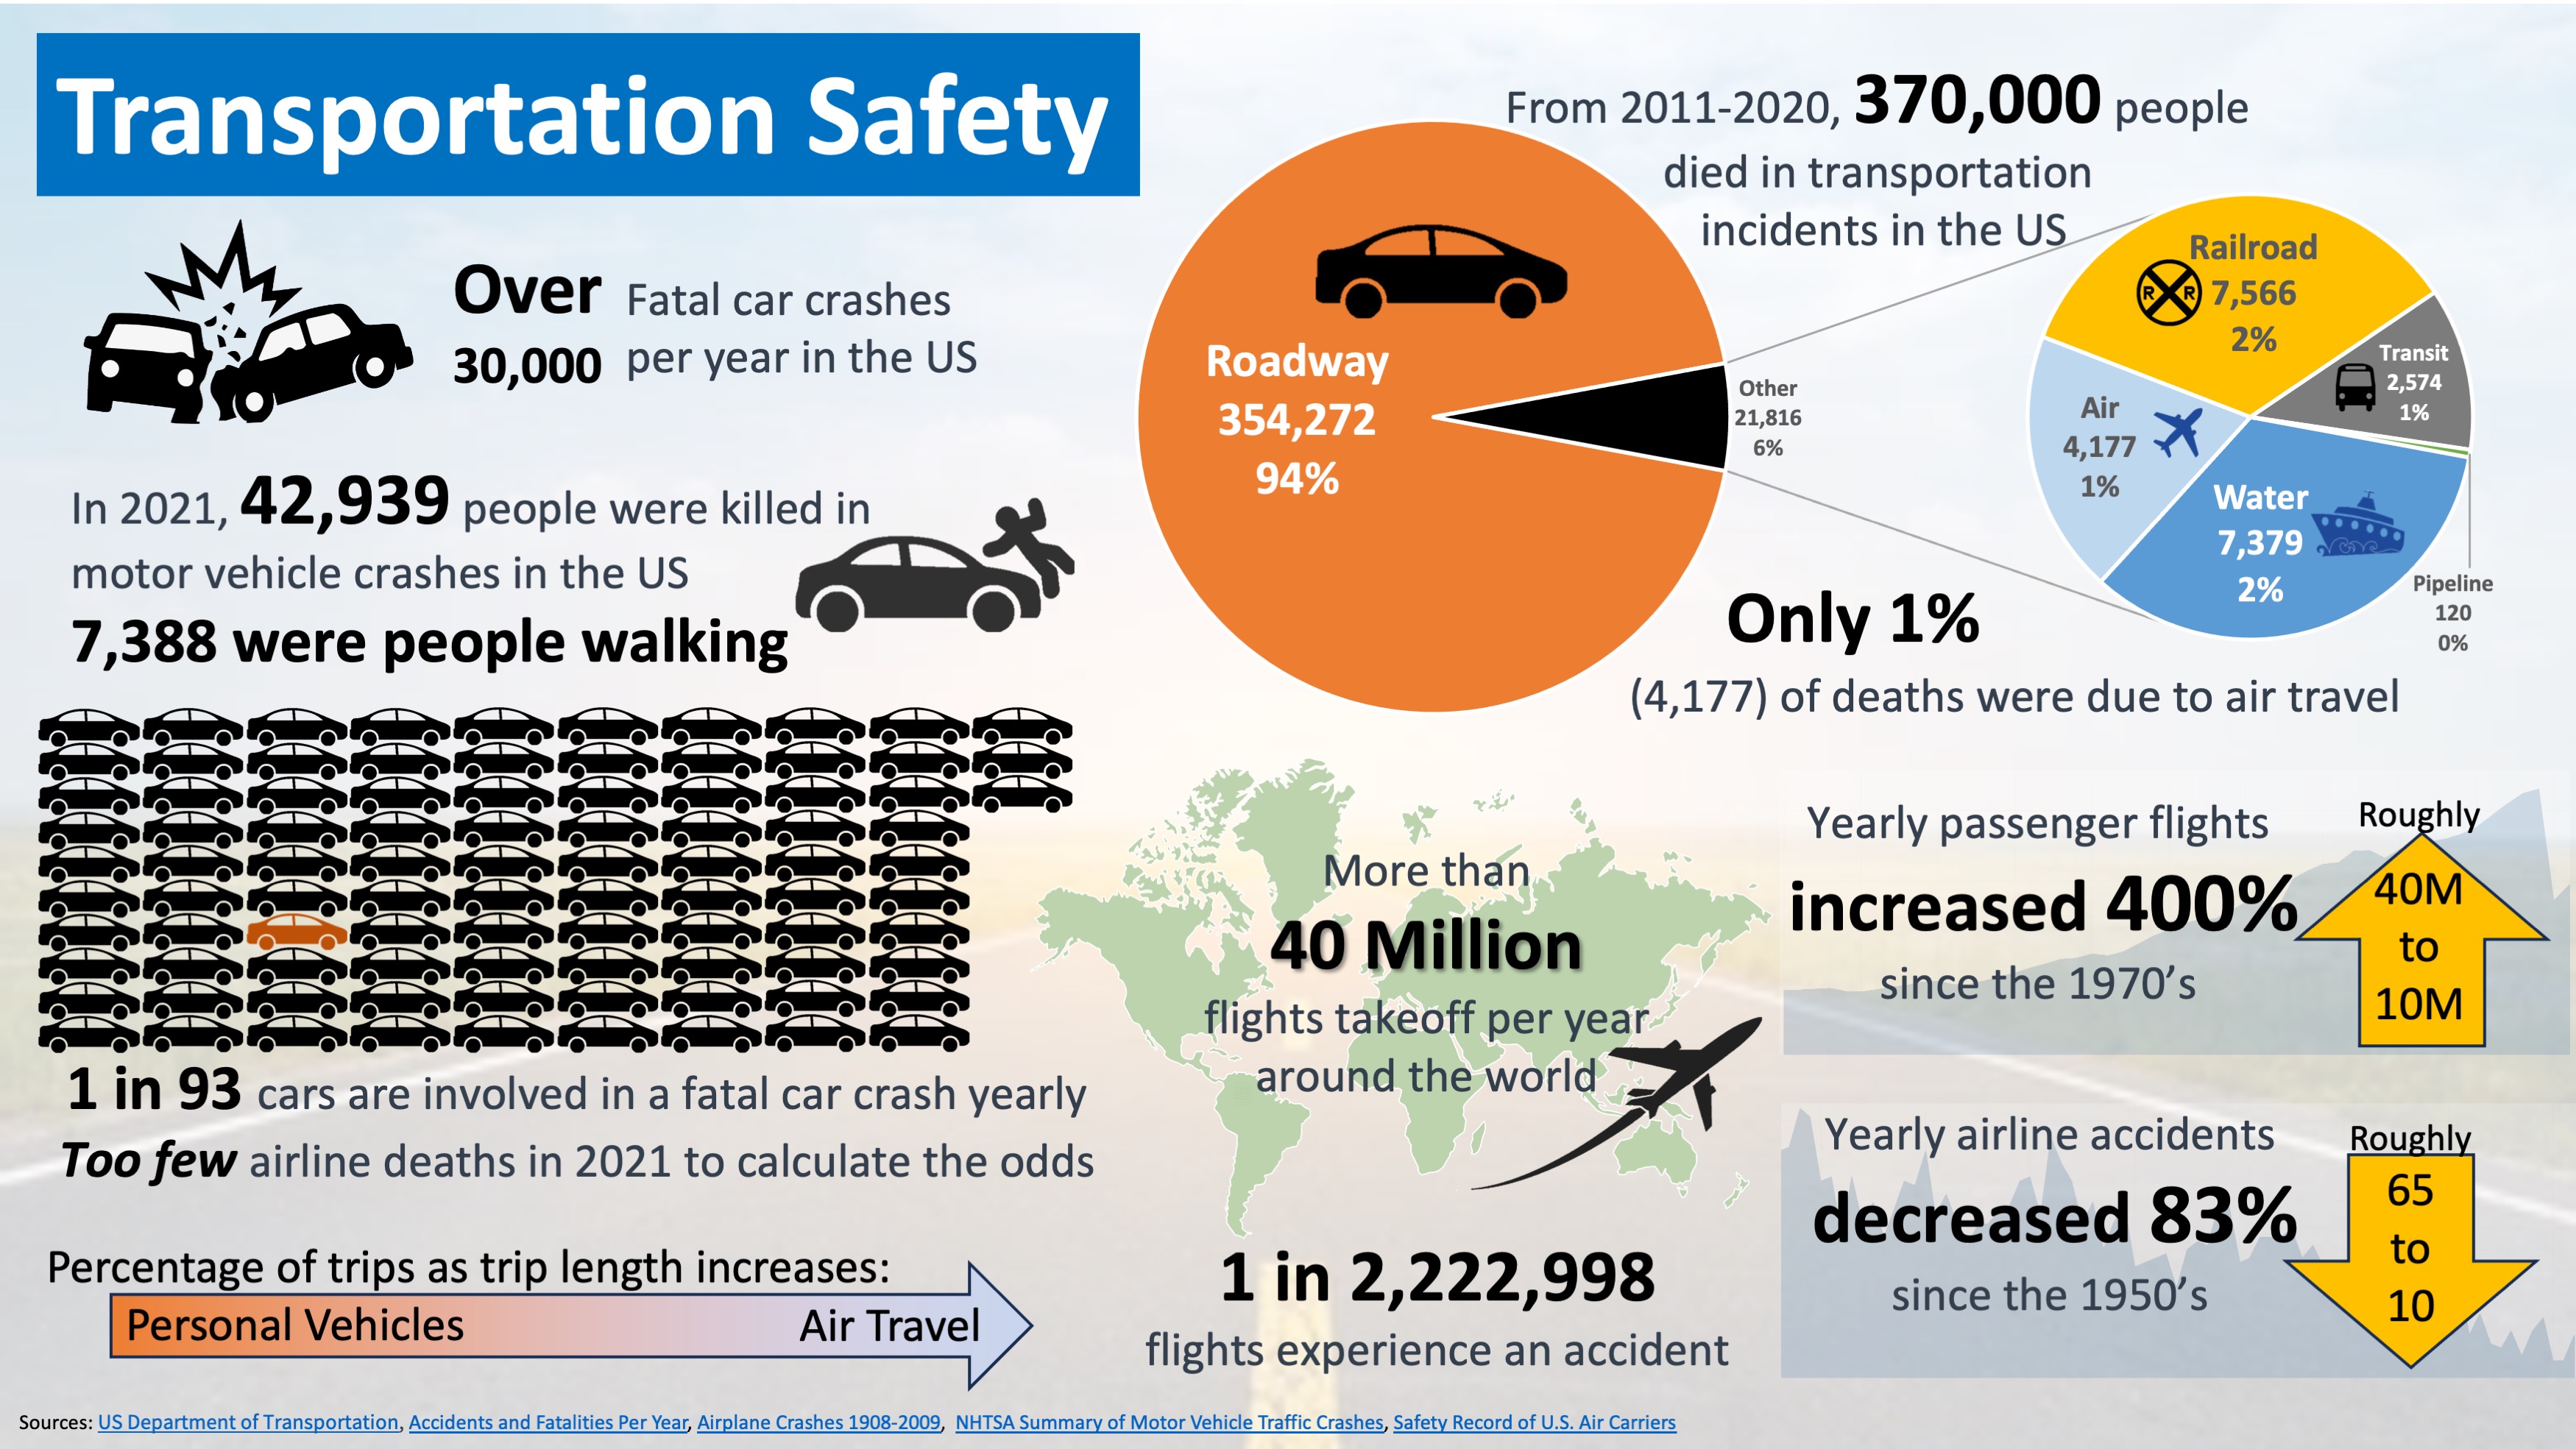 Transportation Safety
Over
30,000
Fatal car crashes
per year in the US
In 2021, 42,939 people were killed in
motor vehicle crashes in the US
7,388 were people walking
1 in 93 cars are involved in a fatal car crash yearly
Too few airline deaths in 2021 to calculate the odds
Percentage of trips as trip length increases:
Personal Vehicles
Air Travel
From 2011-2020, 370,000 people
died in transportation
incidents in the US
Roadway
354,272
94%
Other
21,816
6%
Railroad
R R
7,566
2%
Transit
2,574
1%
Air
4,177
1%
Water
7,379
2%
Pipeline
120
0%
Only 1%
(4,177) of deaths were due to air travel
More than
40 Million
flights takeoff per year
around the world
1 in 2,222,998
flights experience an accident
Yearly passenger flights
increased 400%
since the 1970’s
Roughly
40M
to
10M
Yearly airline accidents
decreased 83%
since the 1950’s
Roughly
65
to
10
Sources: US Department of Transportation, Accidents and Fatalities Per Year, Airplane Crashes 1908-2009, NHTSA Summary of Motor Vehicle Traffic Crashes, Safety Record of U.S. Air Carriers